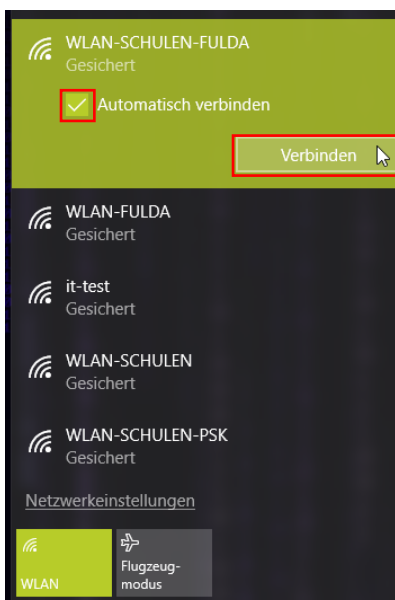 WLAN-SCHULEN-FULDA
Gesichert
Automatisch verbinden
Verbinden
WLAN-FULDA
Gesichert
it-test
Gesichert
WLAN-SCHULEN
Gesichert
WLAN-SCHULEN-PSK
Gesichert
Netzwerkeinstellungen
WLAN
Flugzeug-
modus